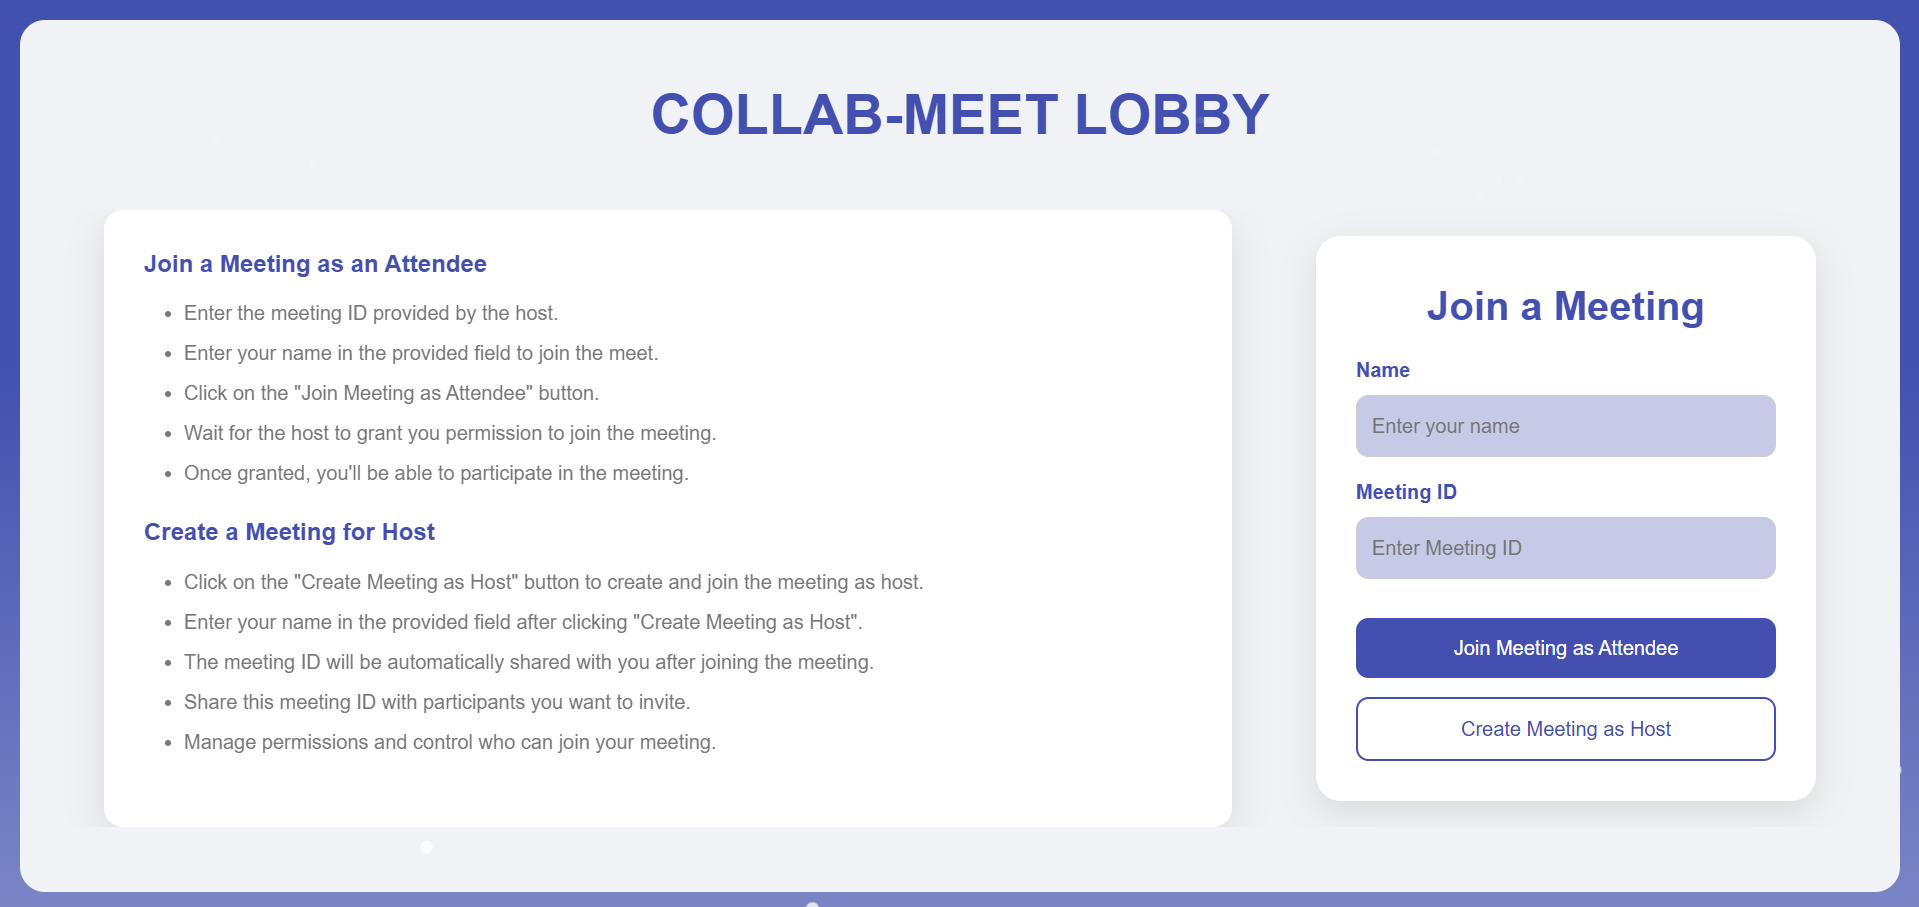 COLLAB-MEET LOBBY
Join a Meeting as an Attendee
Enter the meeting ID provided by the host.
Enter your name in the provided field to join the meet.
Click on the "Join Meeting as Attendee" button.
Wait for the host to grant you permission to join the meeting.
Once granted, you'll be able to participate in the meeting.
Create a Meeting for Host
Click on the "Create Meeting as Host" button to create and join the meeting as host.
Enter your name in the provided field after clicking "Create Meeting as Host".
The meeting ID will be automatically shared with you after joining the meeting.
Share this meeting ID with participants you want to invite.
Manage permissions and control who can join your meeting.
Join a Meeting
Name
Enter your name
Meeting ID
Enter Meeting ID
Join Meeting as Attendee
Create Meeting as Host